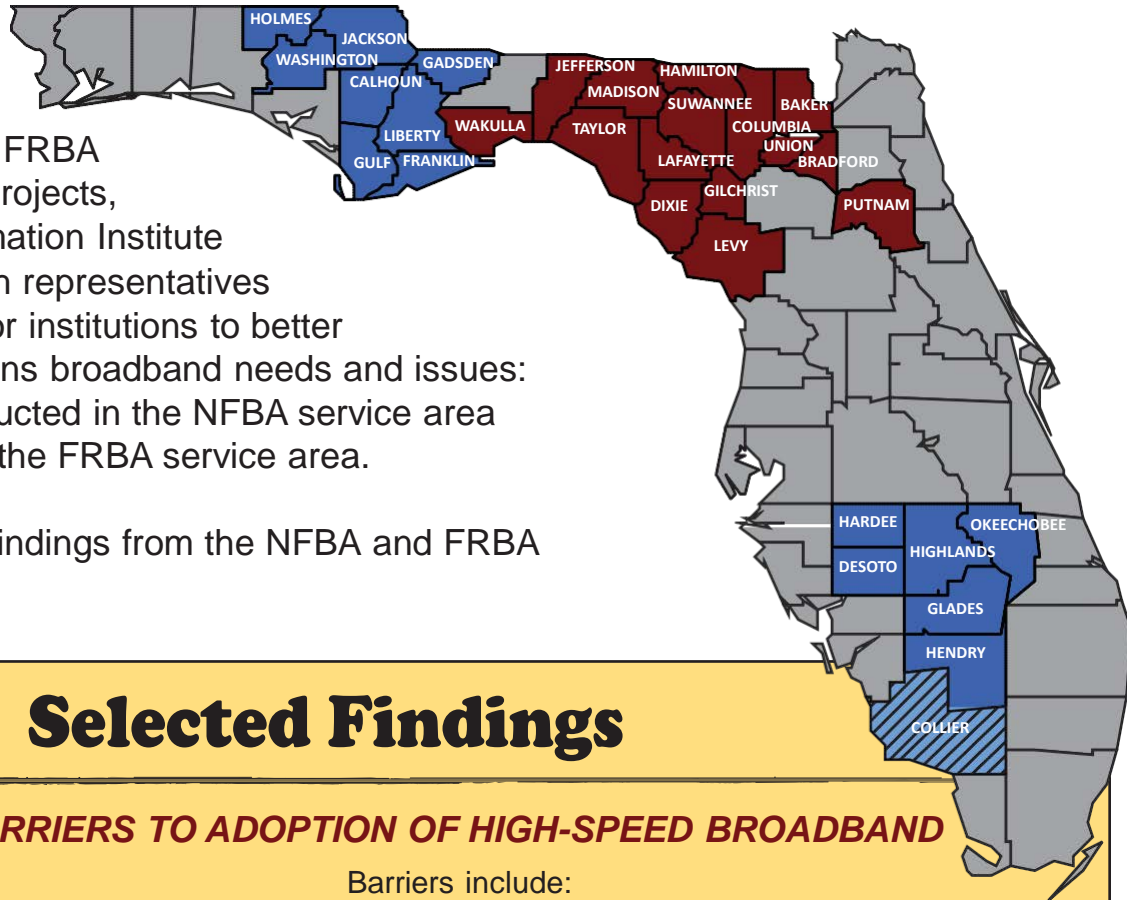 HOLMES
JACKSON
WASHINGTON
GADSDEN
CALHOUN
LIBERTY
GULF
FRANKLIN
WAKULLA
JEFFERSON
HAMILTON
MADISON
SUWANNEE
BAKER
TAYLOR
COLUMBIA
UNION
LAFAYETTE
BRADFORD
GILCHRIST
DIXIE
PUTNAM
LEVY
FRBA
rojects,
nation Institute
n representatives
or institutions to better
ns broadband needs and issues:
ucted in the NFBA service area
the FRBA service area.
indings from the NFBA and FRBA
HARDEE
OKEECHOBEE
HIGHLANDS
DESOTO
GLADES
HENDRY
COLLIER
Selected Findings
RRIERS TO ADOPTION OF HIGH-SPEED BROADBAND
Barriers include: